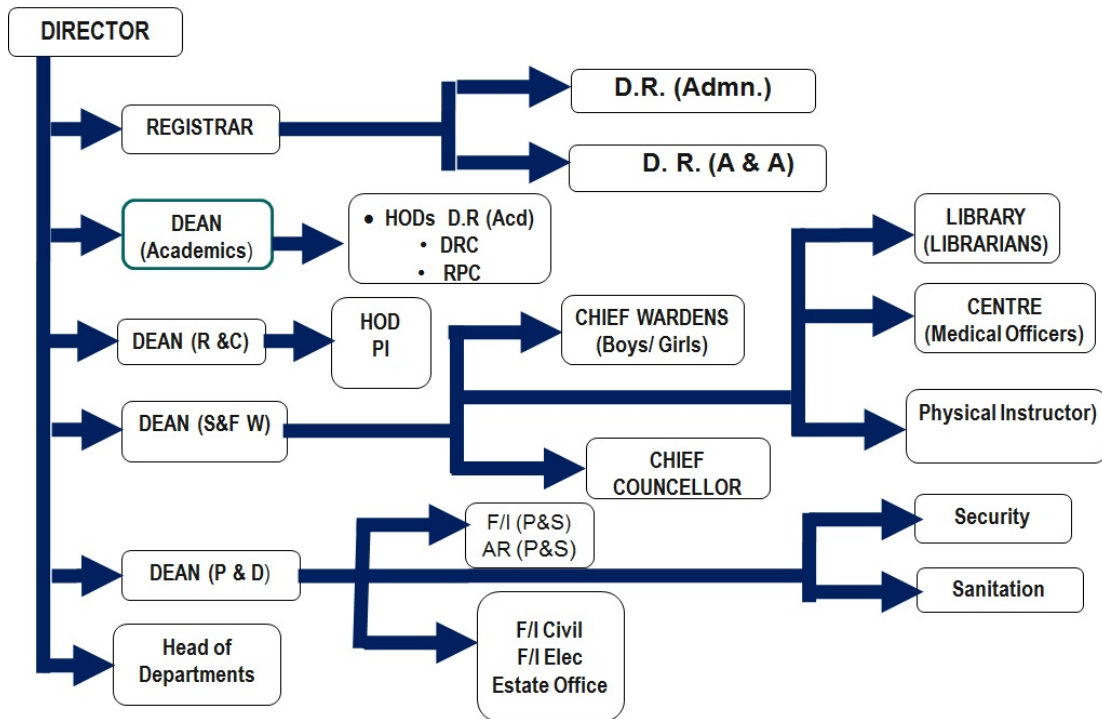 DIRECTOR
REGISTRAR
D.R. (Admn.)
D. R. (A & A)
DEAN
(Academics)
• HODs D.R (Acd)
• DRC
• RPC
DEAN (R &C)
HOD
PI
DEAN (S&F W)
CHIEF WARDENS
(Boys/ Girls)
CHIEF
COUNCELLOR
LIBRARY
(LIBRARIANS)
CENTRE
(Medical Officers)
Physical Instructor)
DEAN (P & D)
F/I (P&S)
AR (P&S)
F/I Civil
F/I Elec
Estate Office
Security
Sanitation
Head of
Departments